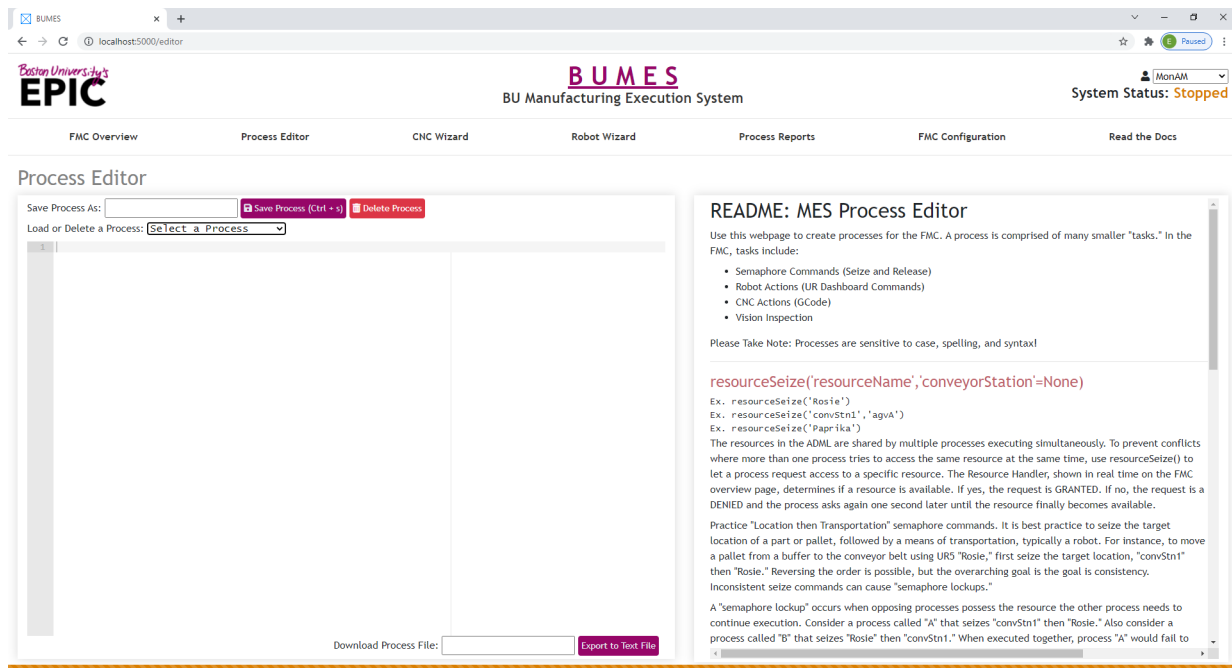 BUMES
localhost:5000/editor
E Paused
Boston University's
EPIC
BUMES
BU Manufacturing Execution System
MonAM
System Status: Stopped
FMC Overview Process Editor CNC Wizard Robot Wizard Process Reports FMC Configuration Read the Docs
Process Editor
Save Process As: Save Process (Ctrl + s) Delete Process
Load or Delete a Process: Select a Process
1
Download Process File: Export to Text File
README: MES Process Editor
Use this webpage to create processes for the FMC. A process is comprised of many smaller "tasks." In the
FMC, tasks include:
• Semaphore Commands (Seize and Release)
• Robot Actions (UR Dashboard Commands)
• CNC Actions (GCode)
• Vision Inspection
Please Take Note: Processes are sensitive to case, spelling, and syntax!
resourceSeize('resourceName','conveyorStation'=None)
Ex. resourceSeize('Rosie')
Ex. resourceSeize('convStn1','agvA')
Ex. resourceSeize('Paprika')
The resources in the ADML are shared by multiple processes executing simultaneously. To prevent conflicts
where more than one process tries to access the same resource at the same time, use resourceSeize() to
let a process request access to a specific resource. The Resource Handler, shown in real time on the FMC
overview page, determines if a resource is available. If yes, the request is GRANTED. If no, the request is a
DENIED and the process asks again one second later until the resource finally becomes available.
Practice "Location then Transportation" semaphore commands. It is best practice to seize the target
location of a part or pallet, followed by a means of transportation, typically a robot. For instance, to move
a pallet from a buffer to the conveyor belt using UR5 "Rosie," first seize the target location, "convStn1"
then "Rosie." Reversing the order is possible, but the overarching goal is the goal is consistency.
Inconsistent seize commands can cause "semaphore lockups."
A "semaphore lockup" occurs when opposing processes possess the resource the other process needs to
continue execution. Consider a process called "A" that seizes "convStn1" then "Rosie." Also consider a
process called "B" that seizes "Rosie" then "convStn1." When executed together, process "A" would fail to